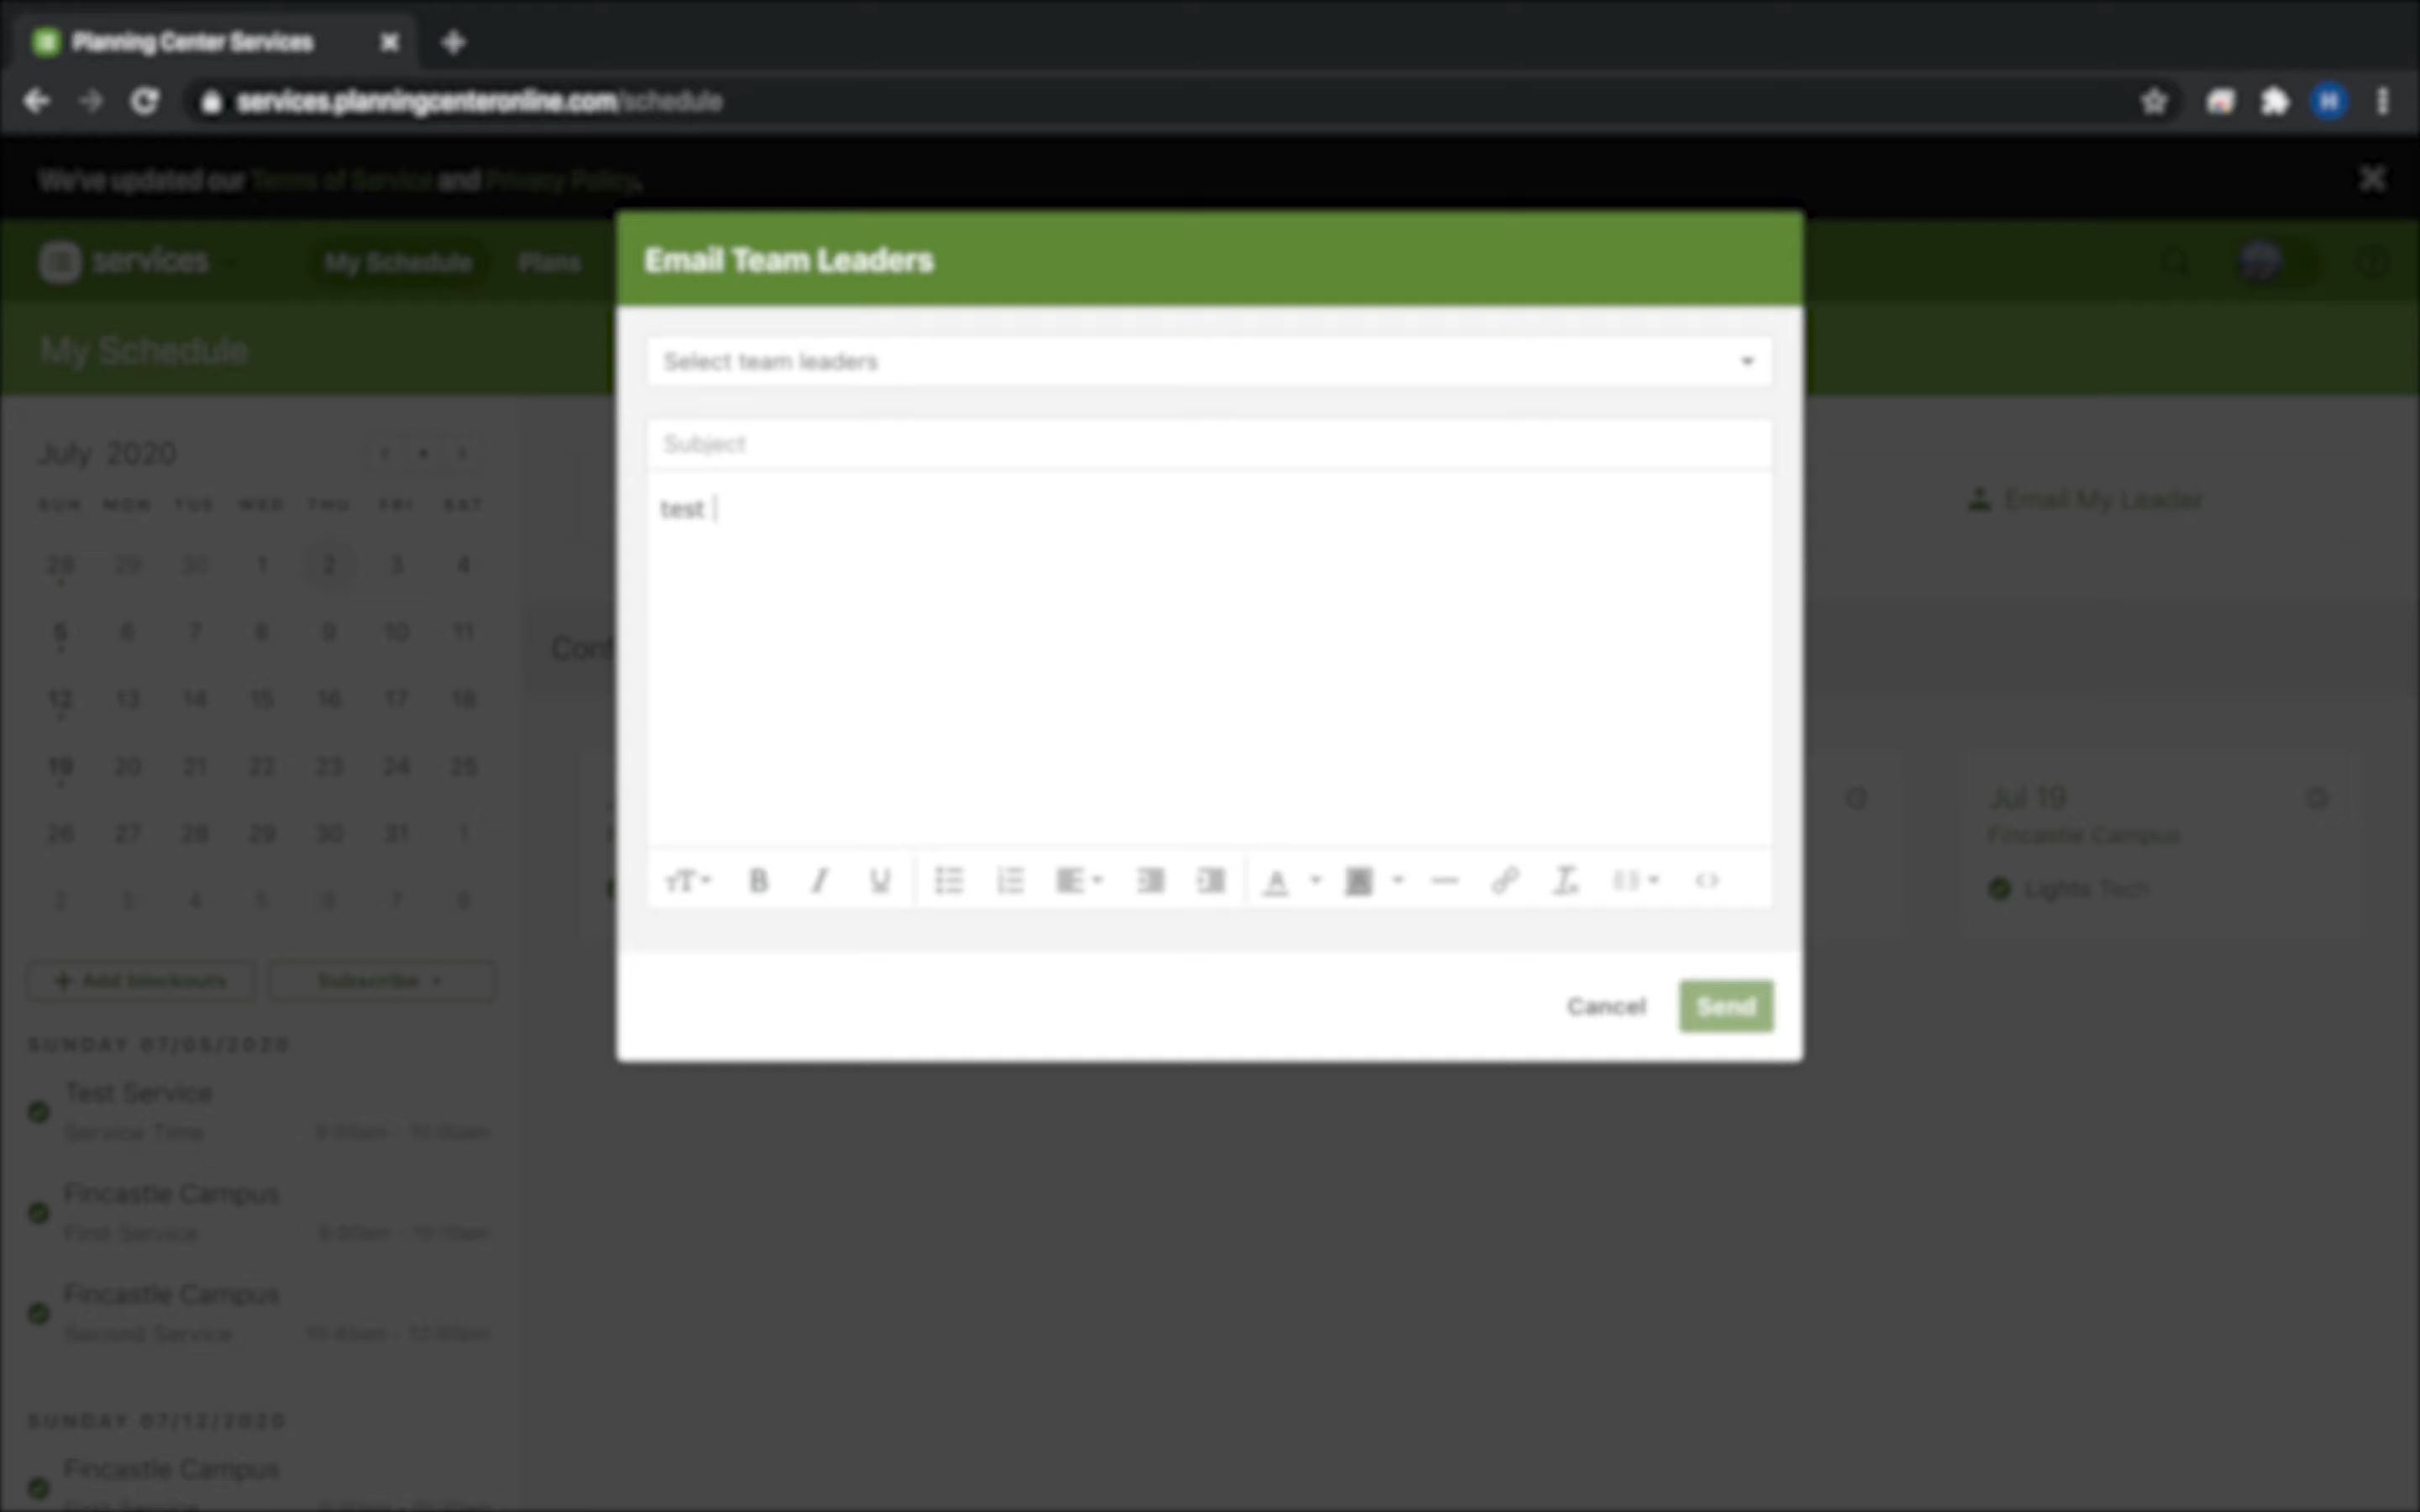 Planning Center Services
services.planningcenteronline.com/schedule
H
We've updated our Terms of Service and Privacy Policy.
services
My Schedule
Plans
My Schedule
Email Team Leaders
Select team leaders
Subject
test
B I U
A A
Cancel
Send
July 2020
SUN MON TUE WED THU FRI SAT
28 29 30 1 2 3 4
5 6 7 8 9 10 11
12 13 14 15 16 17 18
19 20 21 22 23 24 25
26 27 28 29 30 31 1
2 3 4 5 6 7 8
Add blockouts
Subscribe
SUNDAY 07/05/2020
Test Service
Service Time
Fincastle Campus
First Service
Fincastle Campus
Second Service
SUNDAY 07/12/2020
Fincastle Campus
First Service
Email My Leader
Conf
Jul 19
Fincastle Campus
Lights Tech